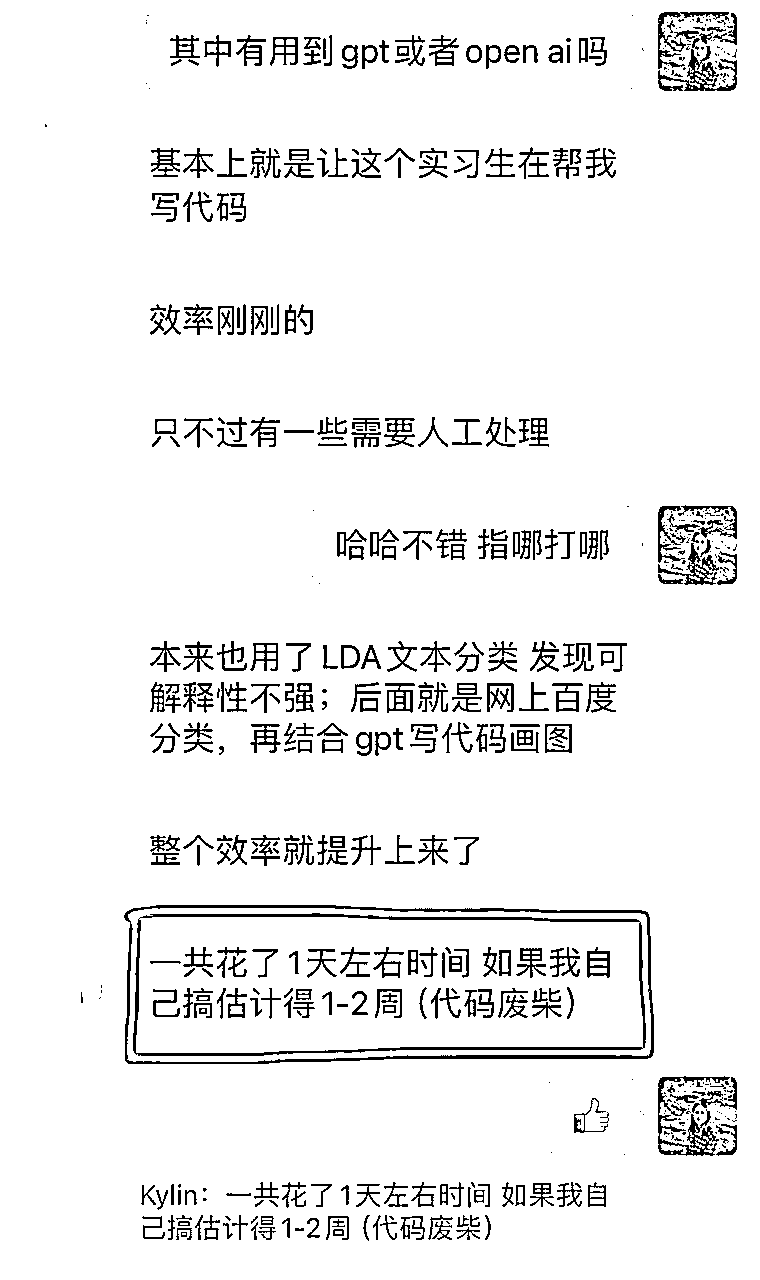 其中有用到gpt或者open ai吗
基本上就是让这个实习生在帮我
写代码
效率刚刚的
只不过有一些需要人工处理
哈哈不错 指哪打哪
本来也用了LDA文本分类 发现可
解释性不强；后面就是网上百度
分类，再结合gpt写代码画图
整个效率就提升上来了
一共花了1天左右时间 如果我自
己搞估计得1-2周（代码废柴）
Kylin：一共花了1天左右时间 如果我自
己搞估计得1-2周（代码废柴）